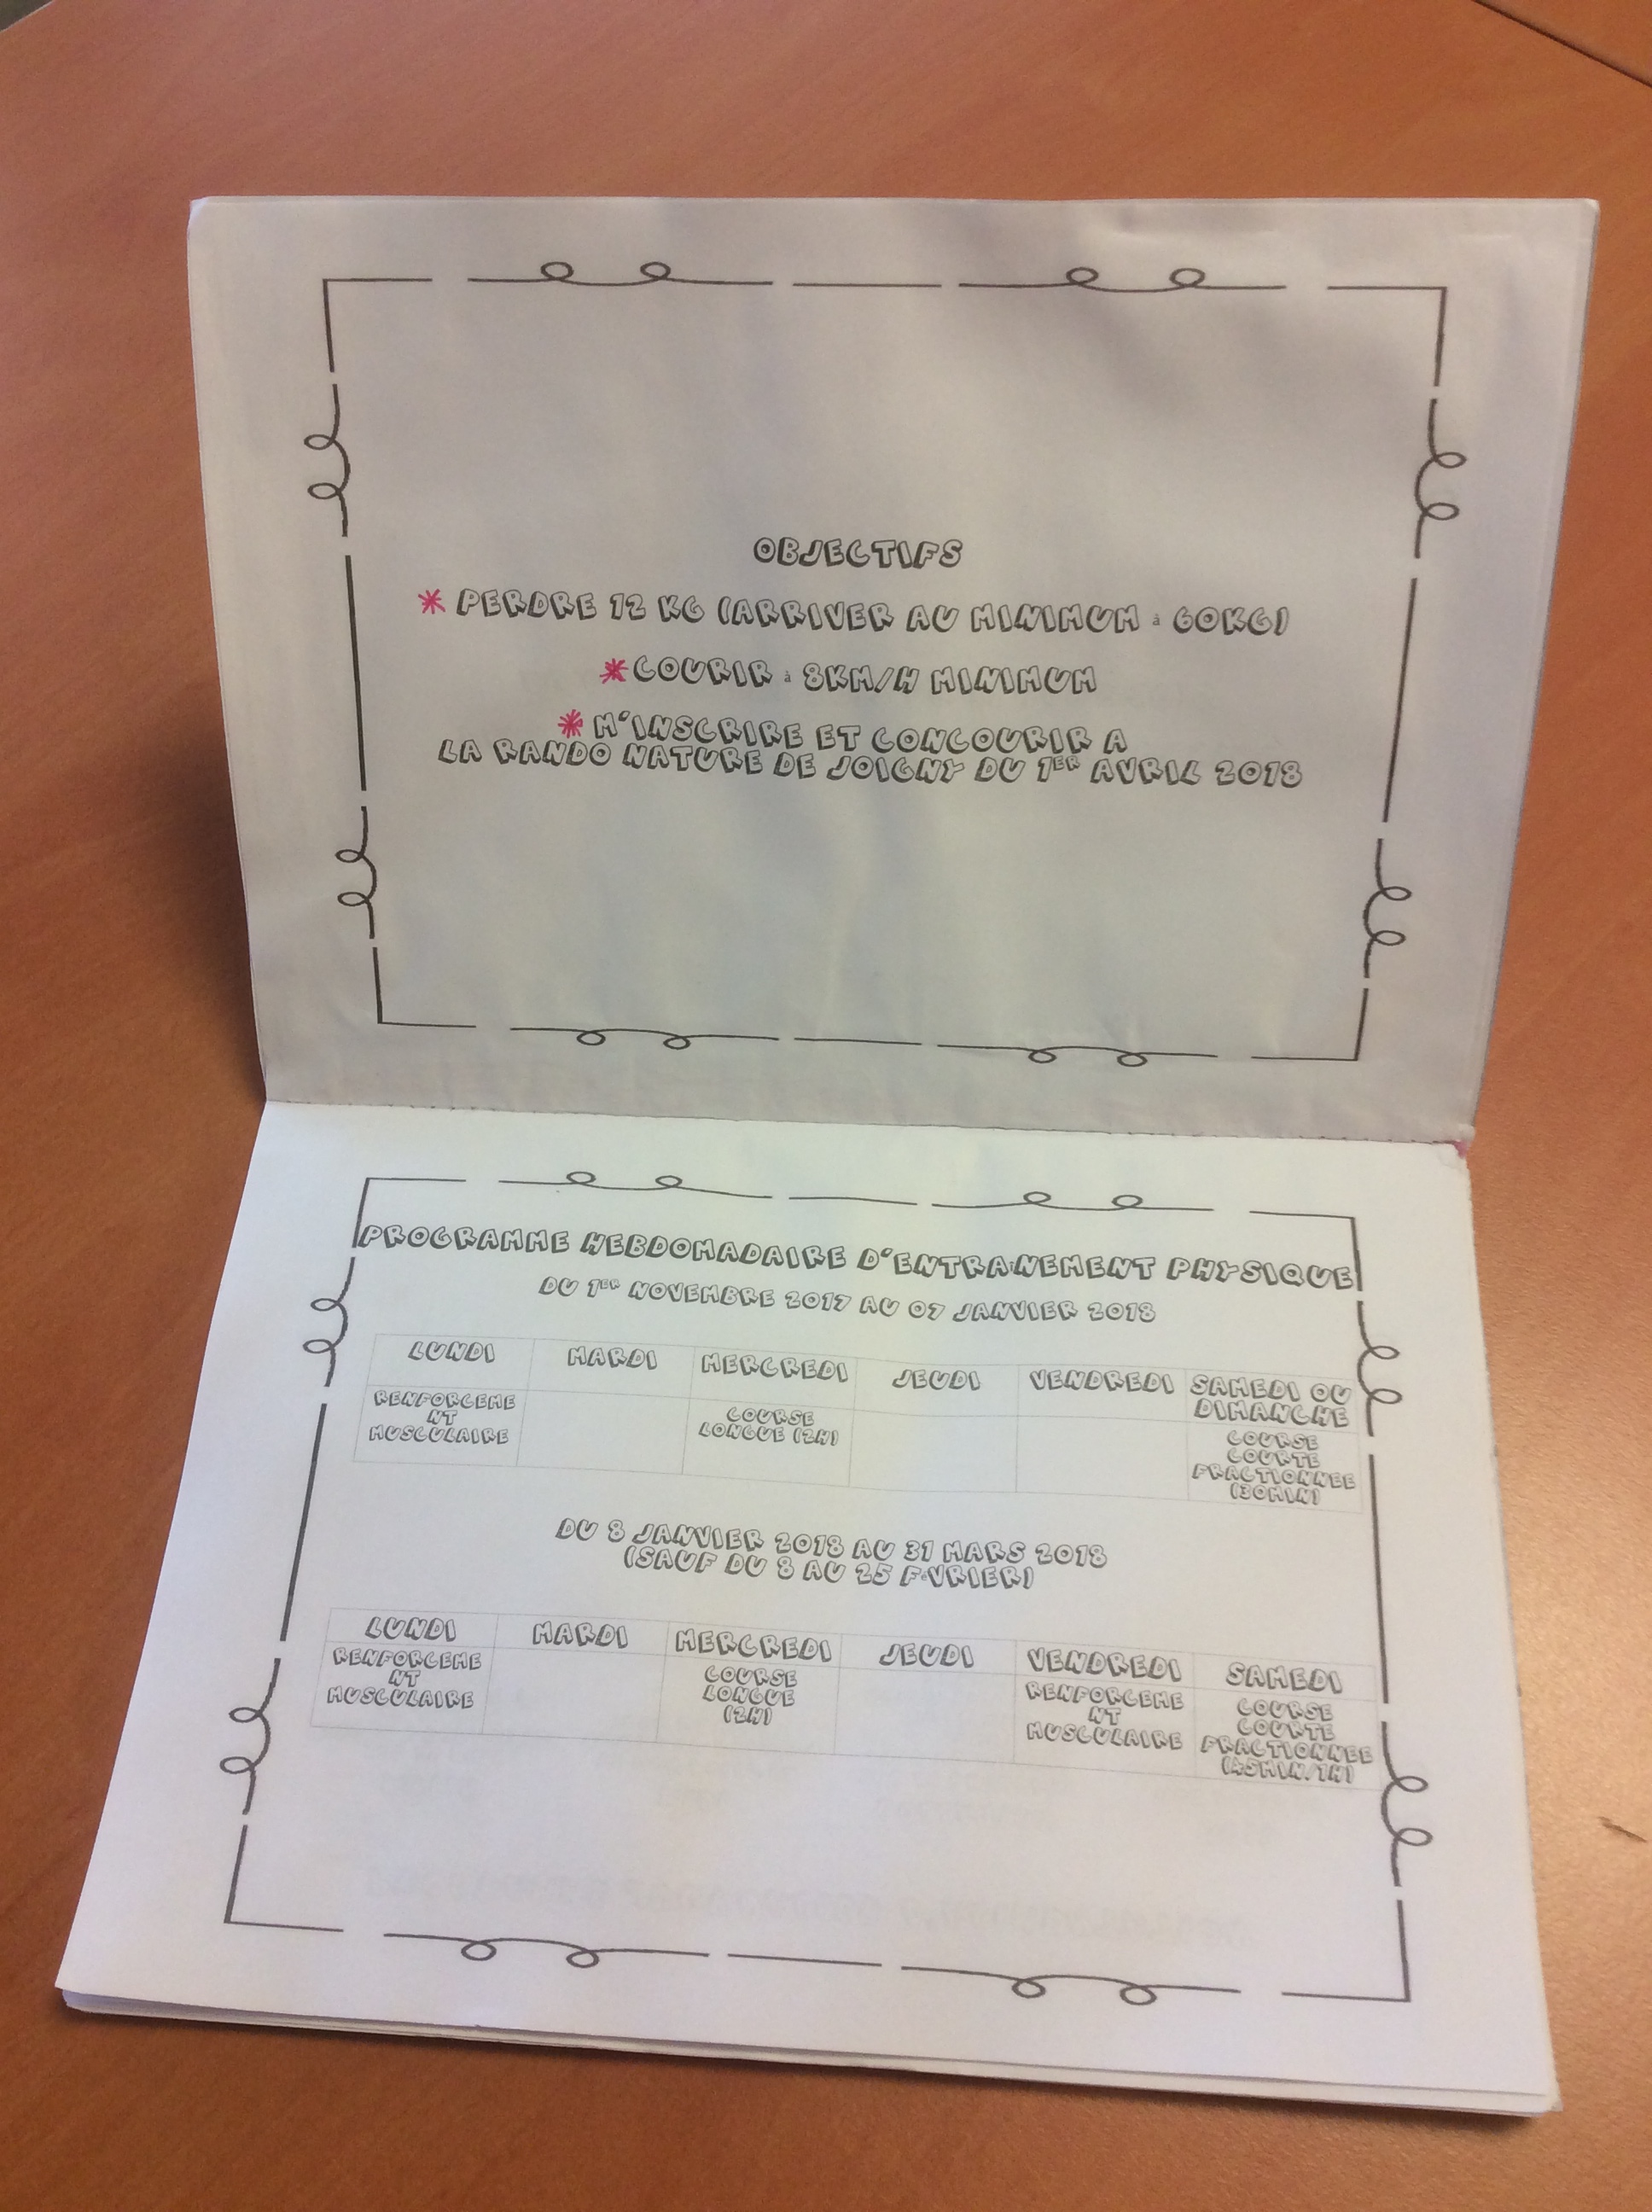 OBJECTIFS
* PERDRE 12 KG (ARRIVER AU MINIMUM à 60KG)
*COURIR à 8KM/H MINIMUM
* M'INSCRIRE ET CONCOURIR A
LA RANDO NATURE DE JOIGNY DU 1ER AVRIL 2018
PROGRAMME HEBDOMADAIRE D'ENTRAîNEMENT PHYSIQUE
DU 1ER NOVEMBRE 2017 AU 07 JANVIER 2018
LUNDI MARDI MERCREDI JEUDI VENDREDI SAMEDI OU
DIMANCHE
RENFORCEME
NT
MUSCULAIRE
COURSE
LONGUE (2H)
COURSE
COURTE
FRACTIONNEE
(30MIN)
DU 8 JANVIER 2018 AU 31 MARS 2018
(SAUF DU 8 AU 25 FéVRIER)
LUNDI MARDI MERCREDI JEUDI VENDREDI SAMEDI
RENFORCEME
NT
MUSCULAIRE
COURSE
LONGUE
(2H)
RENFORCEME
NT
MUSCULAIRE
COURSE
COURTE
FRACTIONNEE
(45MIN/1H)